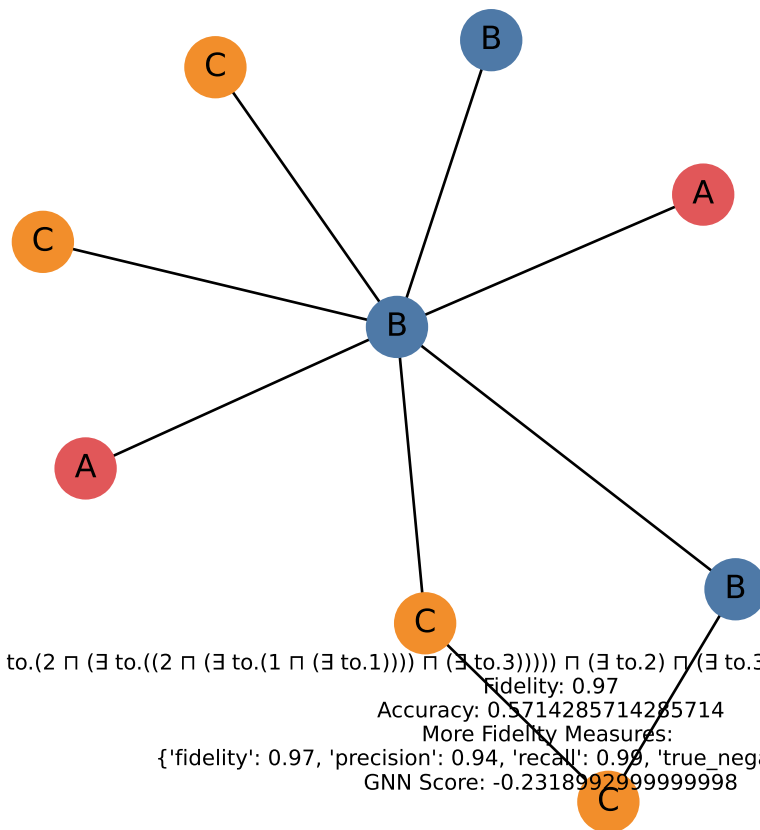 B
C
A
C
B
A
B
C
to.(2 ⊓ (∃ to.((2 ⊓ (∃ to.(1 ⊓ (∃ to.1)))) ⊓ (∃ to.3))))) ⊓ (∃ to.2) ⊓ (∃ to.3
Fidelity: 0.97
Accuracy: 0.5714285714285714
More Fidelity Measures:
{'fidelity': 0.97, 'precision': 0.94, 'recall': 0.99, 'true_nega
GNN Score: -0.2318992999999998
C